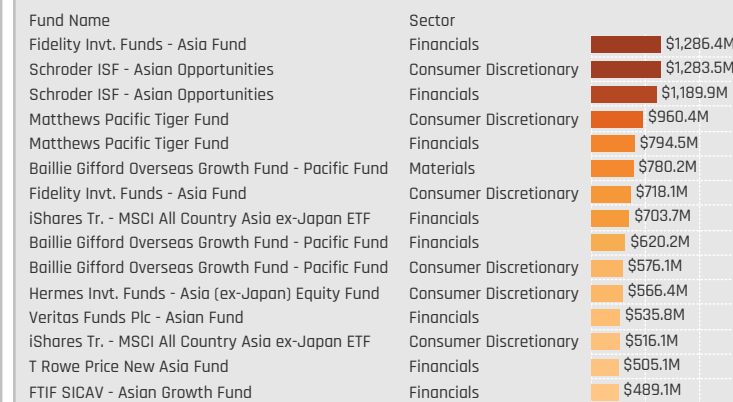 Fund Name Sector
Fidelity Invt. Funds - Asia Fund Financials $1,286.4M
Schroder ISF - Asian Opportunities Consumer Discretionary $1,283.5M
Schroder ISF - Asian Opportunities Financials $1,189.9M
Matthews Pacific Tiger Fund Consumer Discretionary $960.4M
Matthews Pacific Tiger Fund Financials $794.5M
Baillie Gifford Overseas Growth Fund - Pacific Fund Materials $780.2M
Fidelity Invt. Funds - Asia Fund Consumer Discretionary $718.1M
iShares Tr. - MSCI All Country Asia ex-Japan ETF Financials $703.7M
Baillie Gifford Overseas Growth Fund - Pacific Fund Financials $620.2M
Baillie Gifford Overseas Growth Fund - Pacific Fund Consumer Discretionary $576.1M
Hermes Invt. Funds - Asia (ex-Japan) Equity Fund Consumer Discretionary $566.4M
Veritas Funds Plc - Asian Fund Financials $535.8M
iShares Tr. - MSCI All Country Asia ex-Japan ETF Consumer Discretionary $516.1M
T Rowe Price New Asia Fund Financials $505.1M
FTIF SICAV - Asian Growth Fund Financials $489.1M